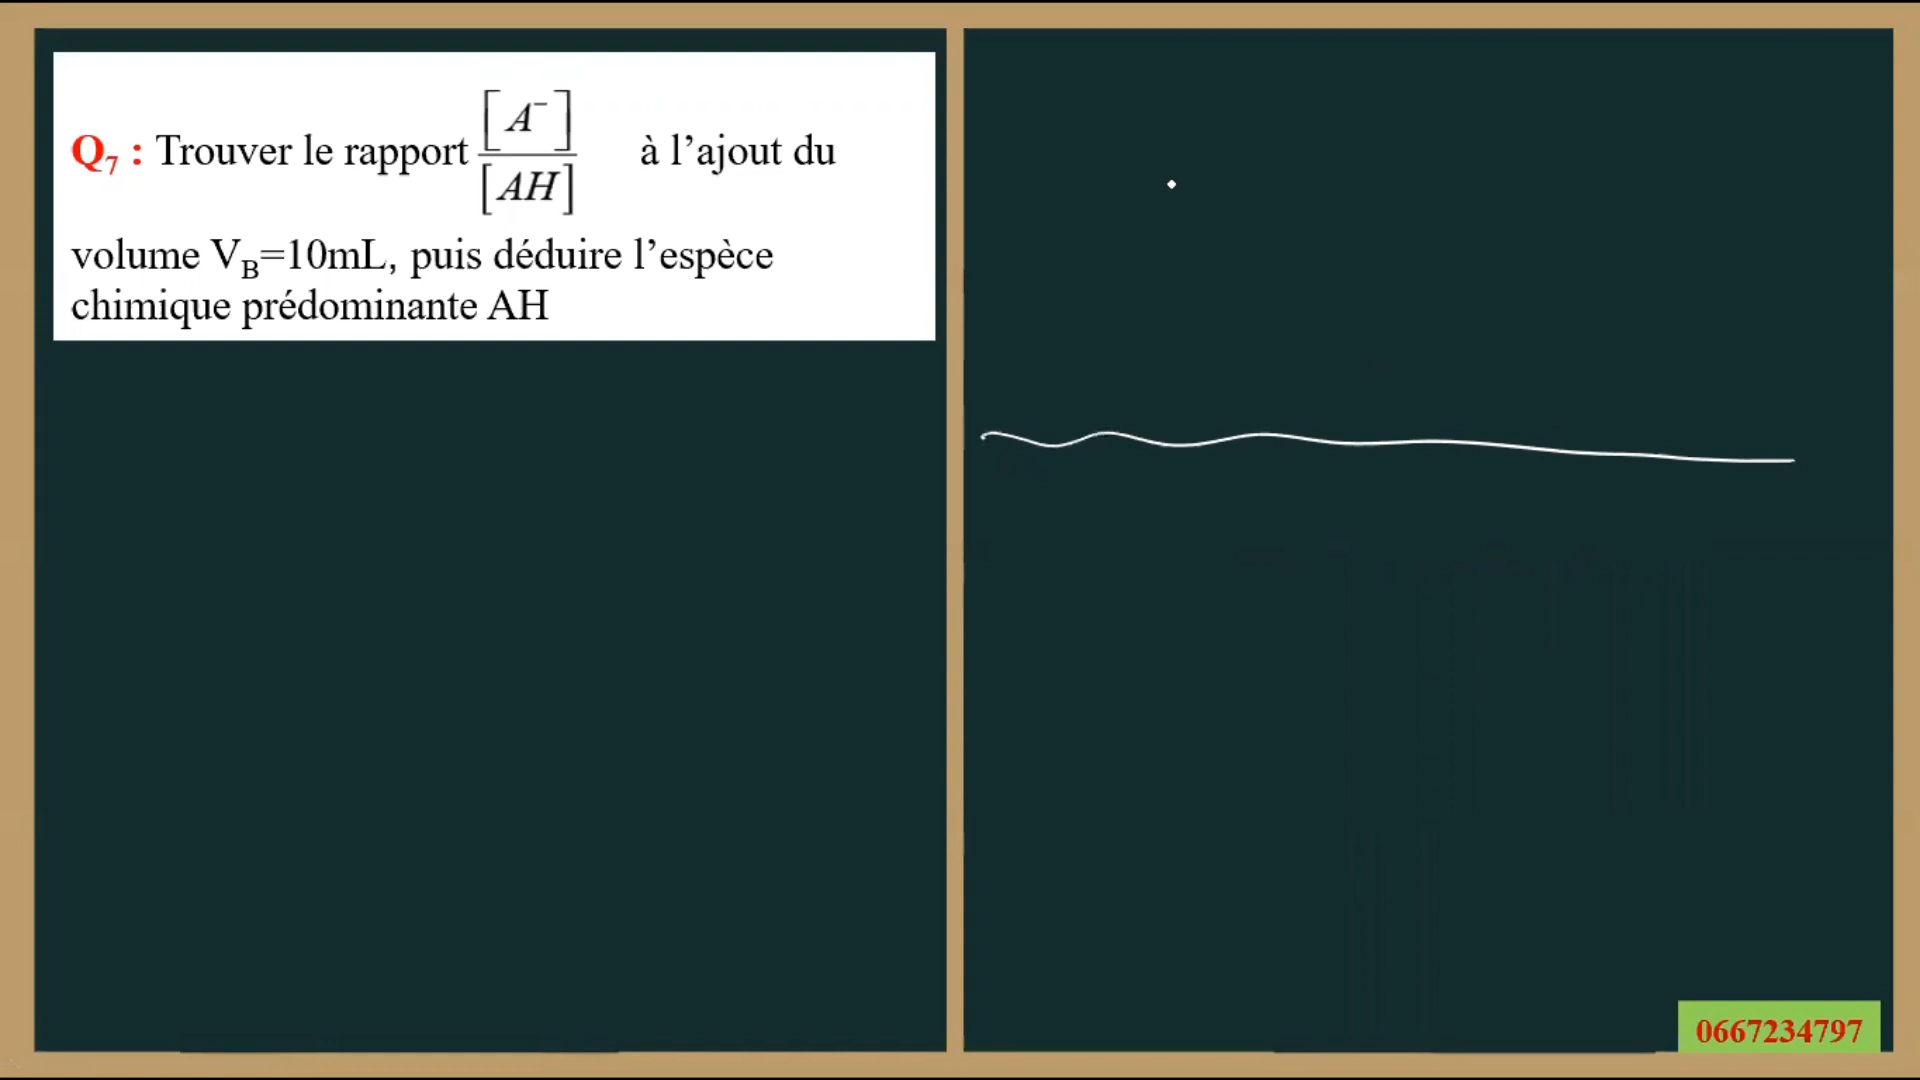 Q7 : Trouver le rapport [A⁻]/[AH] à l’ajout du
volume VB=10mL, puis déduire l’espèce
chimique prédominante AH
0667234797